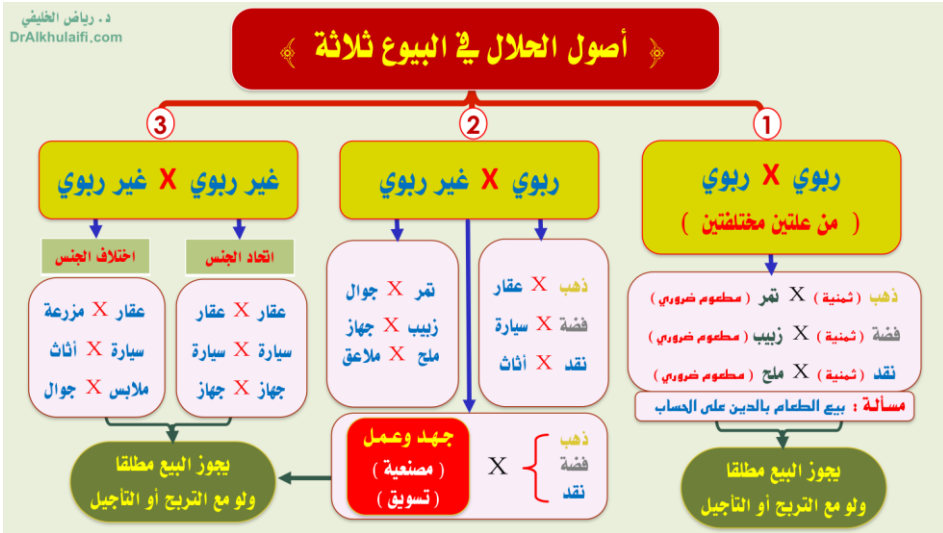 د. رياض الخليفي
DrAlkhulaifi.com
﴿ أصول الحلال في البيوع ثلاثة ﴾
1
ربوي X ربوي
( من علتين مختلفتين )
ذهب ( ثمنية ) X تمر ( مطعوم ضروري )
فضة ( ثمنية ) X زبيب ( مطعوم ضروري )
نقد ( ثمنية ) X ملح ( مطعوم ضروري )
مسألة : بيع الطعام بالدين على الحساب
يجوز البيع مطلقا
ولو مع التربح أو التأجيل
2
ربوي X غير ربوي
ذهب X عقار
فضة X سيارة
نقد X أثاث
تمر X جوال
زبيب X جهاز
ملح X ملاعق
ذهب
فضة
نقد
X
جهد وعمل
( مصنعية )
( تسويق )
3
غير ربوي X غير ربوي
اتحاد الجنس
عقار X عقار
سيارة X سيارة
جهاز X جهاز
اختلاف الجنس
عقار X مزرعة
سيارة X أثاث
ملابس X جوال
يجوز البيع مطلقا
ولو مع التربح أو التأجيل